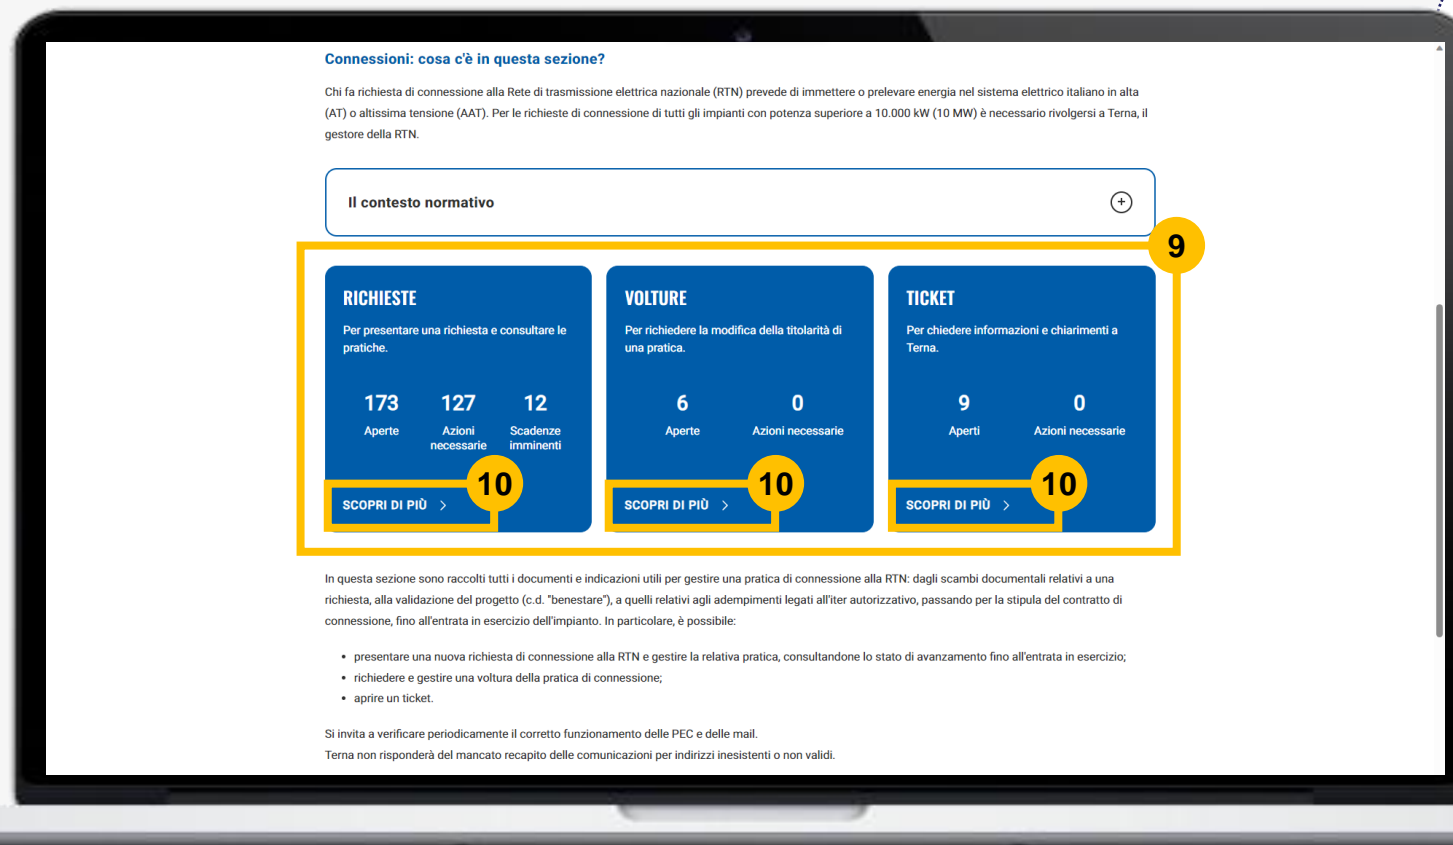 Connessioni: cosa c'è in questa sezione?
Chi fa richiesta di connessione alla Rete di trasmissione elettrica nazionale (RTN) prevede di immettere o prelevare energia nel sistema elettrico italiano in alta
(AT) o altissima tensione (AAT). Per le richieste di connessione di tutti gli impianti con potenza superiore a 10.000 kW (10 MW) è necessario rivolgersi a Terna, il
gestore della RTN.
Il contesto normativo
9
RICHIESTE
Per presentare una richiesta e consultare le
pratiche.
173 127 12
Aperte Azioni Scadenze
necessarie imminenti
10
SCOPRI DI PIÙ >
VOLTURE
Per richiedere la modifica della titolarità di
una pratica.
6 0
Aperte Azioni necessarie
10
SCOPRI DI PIÙ >
TICKET
Per chiedere informazioni e chiarimenti a
Terna.
9 0
Aperti Azioni necessarie
10
SCOPRI DI PIÙ >
In questa sezione sono raccolti tutti i documenti e indicazioni utili per gestire una pratica di connessione alla RTN: dagli scambi documentali relativi a una
richiesta, alla validazione del progetto (c.d. "benestare"), a quelli relativi agli adempimenti legati all'iter autorizzativo, passando per la stipula del contratto di
connessione, fino all'entrata in esercizio dell'impianto. In particolare, è possibile:
• presentare una nuova richiesta di connessione alla RTN e gestire la relativa pratica, consultandone lo stato di avanzamento fino all'entrata in esercizio;
• richiedere e gestire una voltura della pratica di connessione;
• aprire un ticket.
Si invita a verificare periodicamente il corretto funzionamento delle PEC e delle mail.
Terna non risponderà del mancato recapito delle comunicazioni per indirizzi inesistenti o non validi.